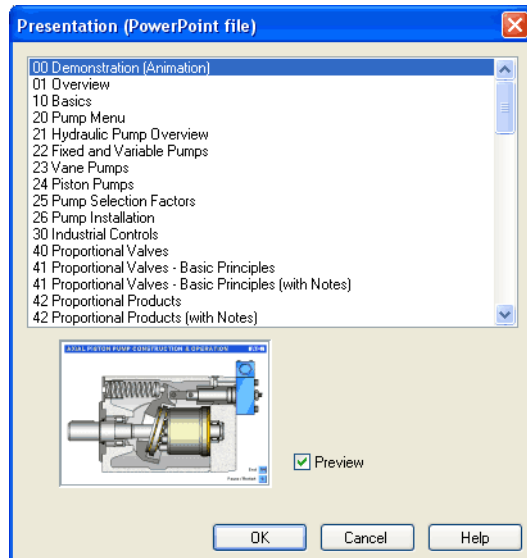 Presentation (PowerPoint file)
00 Demonstration (Animation)
01 Overview
10 Basics
20 Pump Menu
21 Hydraulic Pump Overview
22 Fixed and Variable Pumps
23 Vane Pumps
24 Piston Pumps
25 Pump Selection Factors
26 Pump Installation
30 Industrial Controls
40 Proportional Valves
41 Proportional Valves - Basic Principles
41 Proportional Valves - Basic Principles (with Notes)
42 Proportional Products
42 Proportional Products (with Notes)
AXIAL PISTON PUMP CONSTRUCTION & OPERATION
Preview
OK Cancel Help